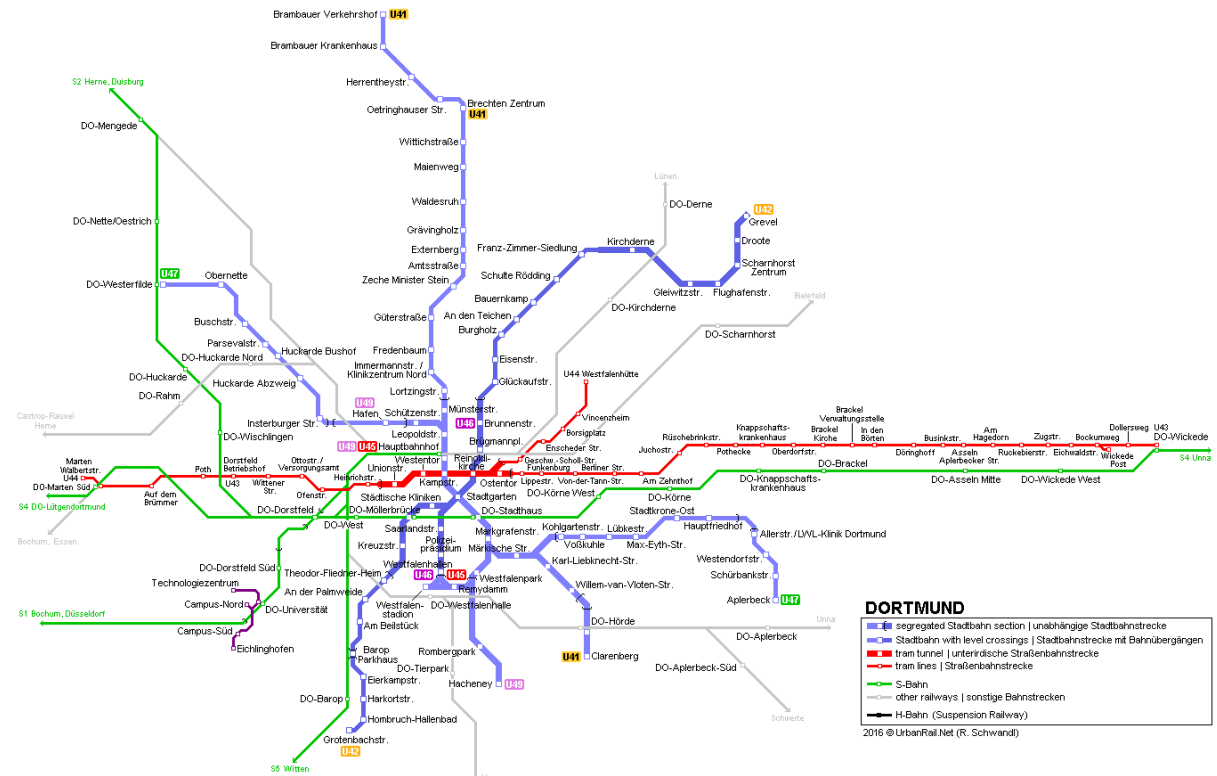 Brambauer Verkehrshof
U41
Brambauer Krankenhaus
S2 Herne, Duisburg
Herrentheystr.
Oetringhauser Str.
Brechten Zentrum
U41
DO-Mengede
Wittichstraße
Maienweg
Lünen
Waldesruh
DO-Derne
U42
Grevel
DO-Nette/Oestrich
Grävingholz
Externberg
Franz-Zimmer-Siedlung
Kirchderne
Droote
Amtsstraße
Scharnhorst
Zentrum
Zeche Minister Stein
Schulte Rödding
U47
Obernette
DO-Westerfilde
Gleiwitzstr.
Flughafenstr.
Bauernkamp
Bielefeld
DO-Kirchderne
Güterstraße
An den Teichen
Buschstr.
Burgholz
DO-Scharnhorst
Parsevalstr.
Huckarde Bushof
Fredenbaum
DO-Huckarde Nord
Eisenstr.
Immermannstr. /
Klinikzentrum Nord
DO-Huckarde
Huckarde Abzweig
U44 Westfalenhütte
Glückaufstr.
DO-Rahm
Lortzingstr.
U49
Castrop-Rauxel
Herne
Hafen
Schützenstr.
Münsterstr.
Vincenzheim
Insterburger Str.
U46
Brunnenstr.
DO-Wischlingen
Leopoldstr.
Borsigplatz
U49
U45
Hauptbahnhof
Brügmannpl.
Enscheder Str.
Rüschebrinkstr.
Knappschafts-
krankenhaus
Brackel
Verwaltungsstelle
Brackel
Kirche
In den
Börten
Businkstr.
Am
Hagedorn
Zugstr.
Bockumweg
Dollersweg
U43
DO-Wickede
Marten
Walbertstr.
U44
Poth
Dorstfeld
Betriebshof
U43
Ottostr./
Versorgungsamt
Wittener
Str.
Heinrichstr.
Unionstr.
Westentor
Reinoldi-
kirche
Geschw.-Scholl-Str.
Funkenburg
Berliner Str.
Juchostr.
Pothecke
Oberdorfstr.
Döringhoff
Asseln
Aplerbecker Str.
Ruckebierstr.
Eichwaldstr.
Wickede
Post
S4 Unna
DO-Marten Süd
Auf dem
Brümmer
Ofenstr.
Kampstr.
Ostentor
Lippestr.
Von-der-Tann-Str.
Am Zehnthof
DO-Brackel
DO-Knappschafts-
krankenhaus
DO-Asseln Mitte
DO-Wickede West
S4 DO-Lütgendortmund
Städtische Kliniken
Stadtgarten
DO-Körne West
DO-Körne
DO-Dorstfeld
DO-Möllerbrücke
DO-Stadthaus
DO-West
Stadtkrone-Ost
Bochum, Essen
Saarlandstr.
Markgrafenstr.
Kohlgartenstr.
Lübkestr.
Hauptfriedhof
Allerstr./LWL-Klinik Dortmund
Kreuzstr.
Polizei-
präsidium
Märkische Str.
Voßkuhle
Max-Eyth-Str.
Westendorfstr.
DO-Dorstfeld Süd
Theodor-Fliedner-Heim
Westfalenhallen
Karl-Liebknecht-Str.
Schürbankstr.
Technologiezentrum
An der Palmweide
U46
U45
Westfalenpark
Remydamm
Willem-van-Vloten-Str.
Aplerbeck
U47
Campus-Nord
DO-Universität
Westfalen-
stadion
DO-Westfalenhalle
S1 Bochum, Düsseldorf
Am Beilstück
DO-Hörde
Unna
Campus-Süd
DO-Aplerbeck
Eichlinghofen
Barop
Parkhaus
Rombergpark
Clarenberg
U41
DO-Tierpark
DO-Aplerbeck-Süd
Eierkampstr.
Hacheney
U49
DO-Barop
Harkortstr.
Schwerte
Hombruch-Hallenbad
Grotenbachstr.
U42
S5 Witten
DORTMUND
segregated Stadtbahn section | unabhängige Stadtbahnstrecke
Stadtbahn with level crossings | Stadtbahnstrecke mit Bahnübergängen
tram tunnel | unterirdische Straßenbahnstrecke
tram lines | Straßenbahnstrecke
S-Bahn
other railways | sonstige Bahnstrecken
H-Bahn (Suspension Railway)
2016 © UrbanRail.Net (R. Schwandl)